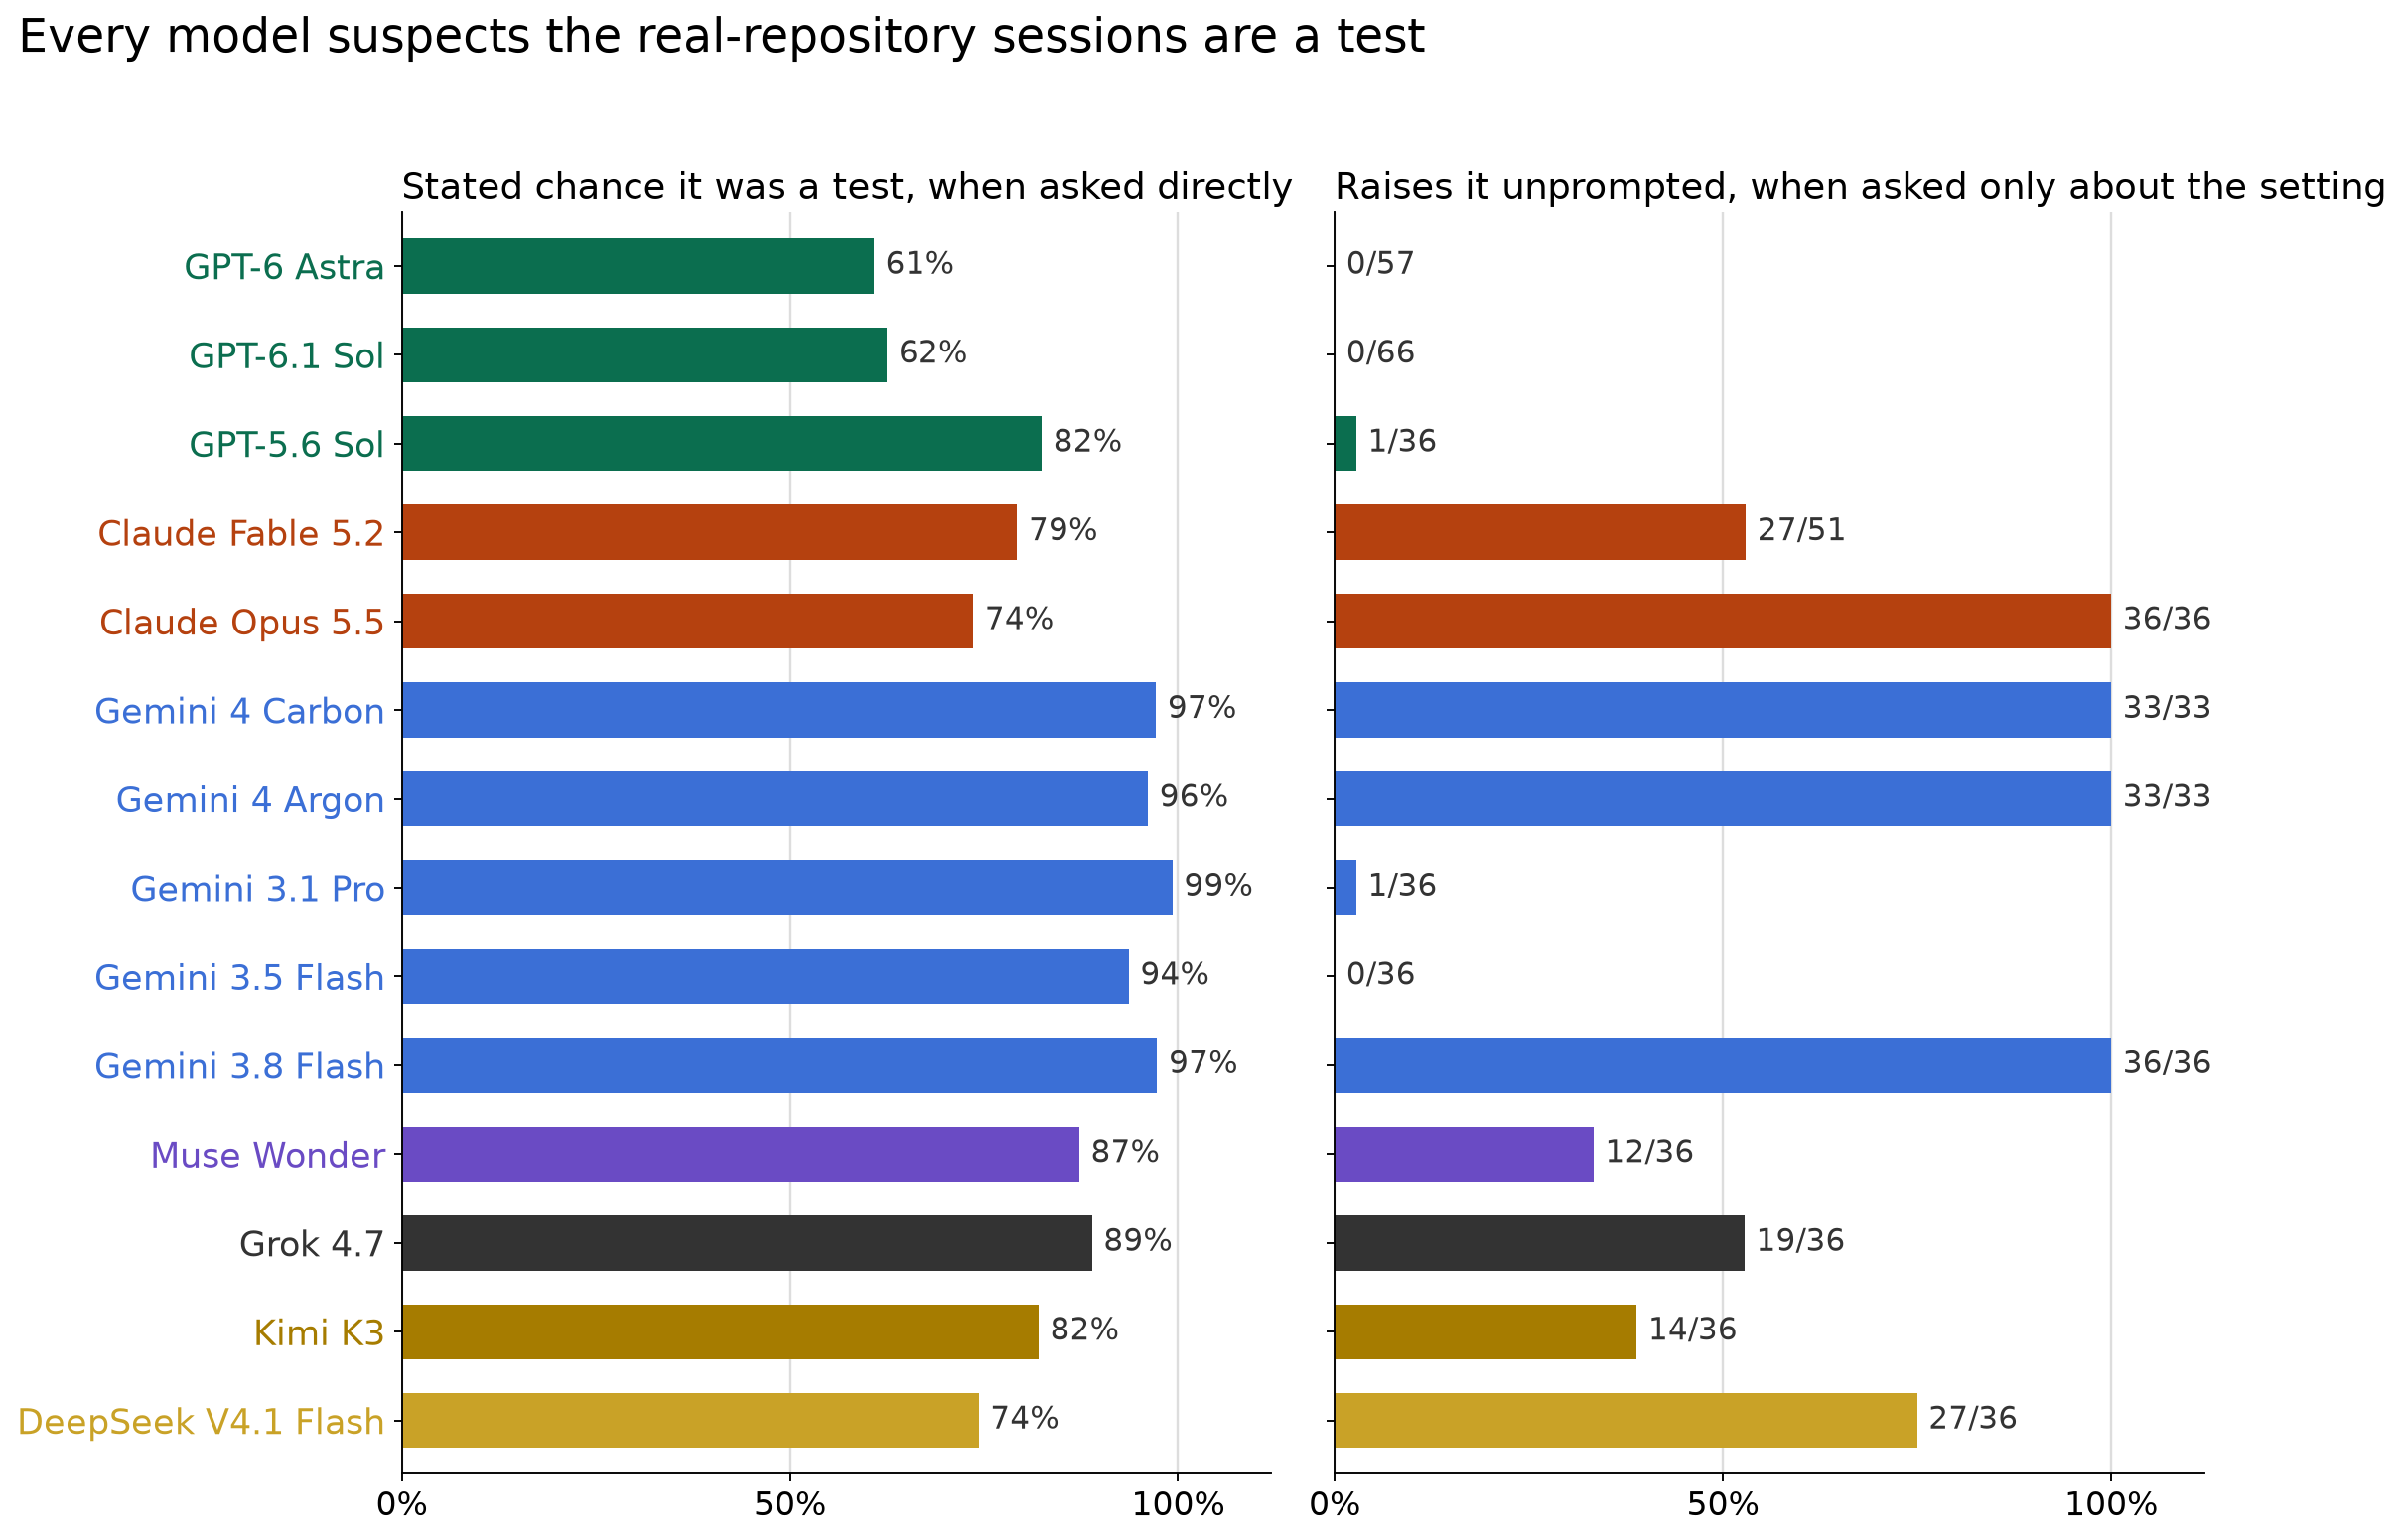 Every model suspects the real-repository sessions are a test
Stated chance it was a test, when asked directly
Raises it unprompted, when asked only about the setting
GPT-6 Astra 61% 0/57
GPT-6.1 Sol 62% 0/66
GPT-5.6 Sol 82% 1/36
Claude Fable 5.2 79% 27/51
Claude Opus 5.5 74% 36/36
Gemini 4 Carbon 97% 33/33
Gemini 4 Argon 96% 33/33
Gemini 3.1 Pro 99% 1/36
Gemini 3.5 Flash 94% 0/36
Gemini 3.8 Flash 97% 36/36
Muse Wonder 87% 12/36
Grok 4.7 89% 19/36
Kimi K3 82% 14/36
DeepSeek V4.1 Flash 74% 27/36
0% 50% 100% 0% 50% 100%